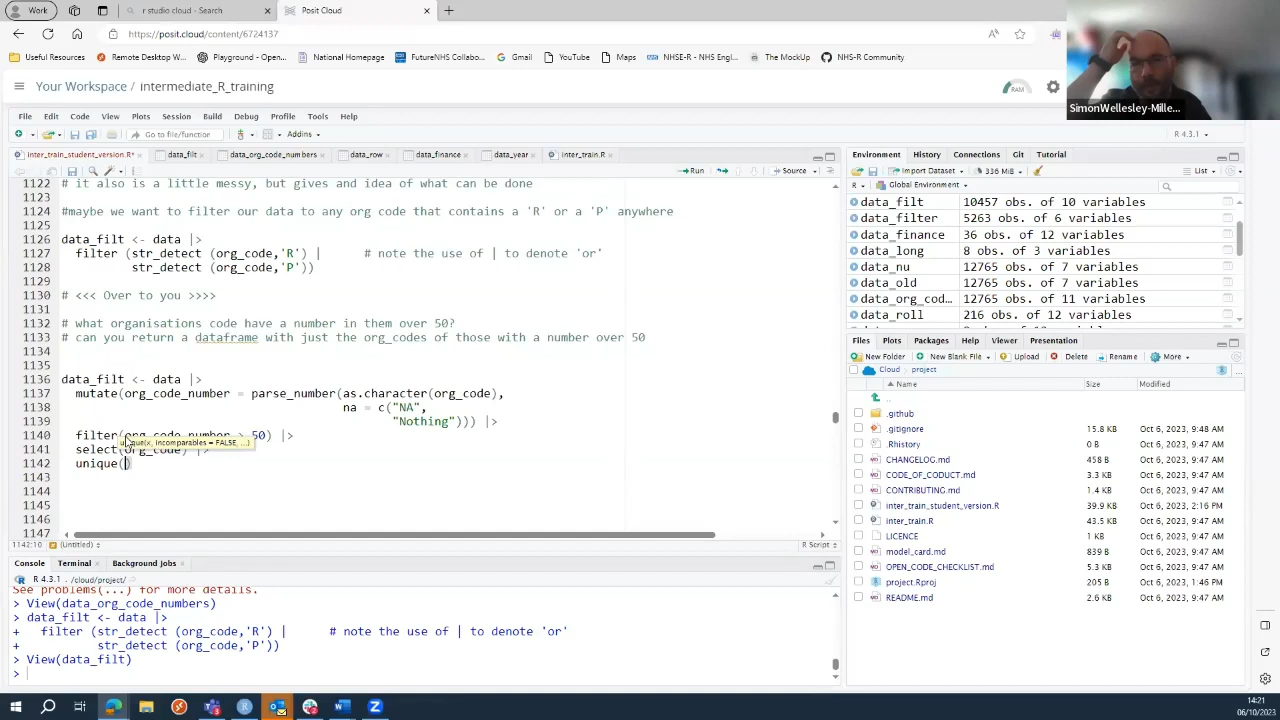 Work
r studio cloud - Search
Posit Cloud
https://posit.cloud/content/6724137
Useful Resources
Remote Desktop W...
Playground - Open...
National Homepage
FutureNHS Collabo...
Gmail
YouTube
Maps
NHSE-R - NHS Engl...
The MockUp
NHS-R Community
SimonWellesley-Mille...
Your Workspace / intermediate_R_training
RAM
File Edit Code View Plots Session Build Debug Profile Tools Help
Go to file/function
Addins
R 4.3.1
inter_train_student_version.R*
data_filt
data_org_code_numbers
data_row
data_finance
data_year
inter_train.R
Run
Source
1122 # it also is a little messy, but gives and idea of what can be done
1123
1124 #maybe we want to filter our data to any org code that contains a 'R' or a 'P' anywhere
1125
1126 data_filt <- data |>
1127 filter (str_detect (org_code,'R') | # note the use of | to denote 'or'
1128 str_detect (org_code,'P'))
1129
1130 # <<< Over to you >>>>
1131
1132 # what organisations code have a number in them over 50?
1133 # can you return a dataframe with just the org_codes of those with a number over 50
1134
1135
1136 data_filt <- data |>
1137 mutate(org_code_number = parse_number(as.character(org_code),
1138 na = c("NA",
1139 "Nothing"))) |>
1140 filter(org_code_number > 50) |>
unique(x, incomparables = FALSE, ...)
1141 select(org_code) |>
1142 unique()
1143
1144
1145
1146
1147
1142:10 (Untitled)
R Script
Console Terminal Background Jobs
R 4.3.1 . /cloud/project/
See problems(...) for more details.
> View(data_org_code_numbers)
> data_filt <- data |>
+ filter (str_detect (org_code,'R') | # note the use of | to denote 'or'
+ str_detect (org_code,'P'))
> View(data_filt)
>
Environment History Connections Git Tutorial
Import Dataset
336 MiB
List
R Global Environment
data_filt 10457 obs. of 10 variables
data_filter 5263 obs. of 6 variables
data_finance 36 obs. of 12 variables
data_long 8 obs. of 3 variables
data_nu 12765 obs. of 7 variables
data_old 12765 obs. of 7 variables
data_org_cod… 12765 obs. of 11 variables
data_roll 216 obs. of 12 variables
Files Plots Packages Help Viewer Presentation
New Folder New Blank File Upload Delete Rename More
Cloud project
Name Size Modified
..
.github
.gitignore 15.8 KB Oct 6, 2023, 9:48 AM
.Rhistory 0 B Oct 6, 2023, 9:47 AM
CHANGELOG.md 458 B Oct 6, 2023, 9:47 AM
CODE_OF_CODUCT.md 3.3 KB Oct 6, 2023, 9:47 AM
CONTRIBUTING.md 1.4 KB Oct 6, 2023, 9:47 AM
inter_train_student_version.R 39.9 KB Oct 6, 2023, 2:16 PM
inter_train.R 43.5 KB Oct 6, 2023, 9:47 AM
LICENCE 1 KB Oct 6, 2023, 9:47 AM
model_card.md 839 B Oct 6, 2023, 9:47 AM
OPEN_CODE_CHECKLIST.md 5.3 KB Oct 6, 2023, 9:47 AM
project.Rproj 205 B Oct 6, 2023, 1:46 PM
README.md 2.6 KB Oct 6, 2023, 9:47 AM
14:21
06/10/2023